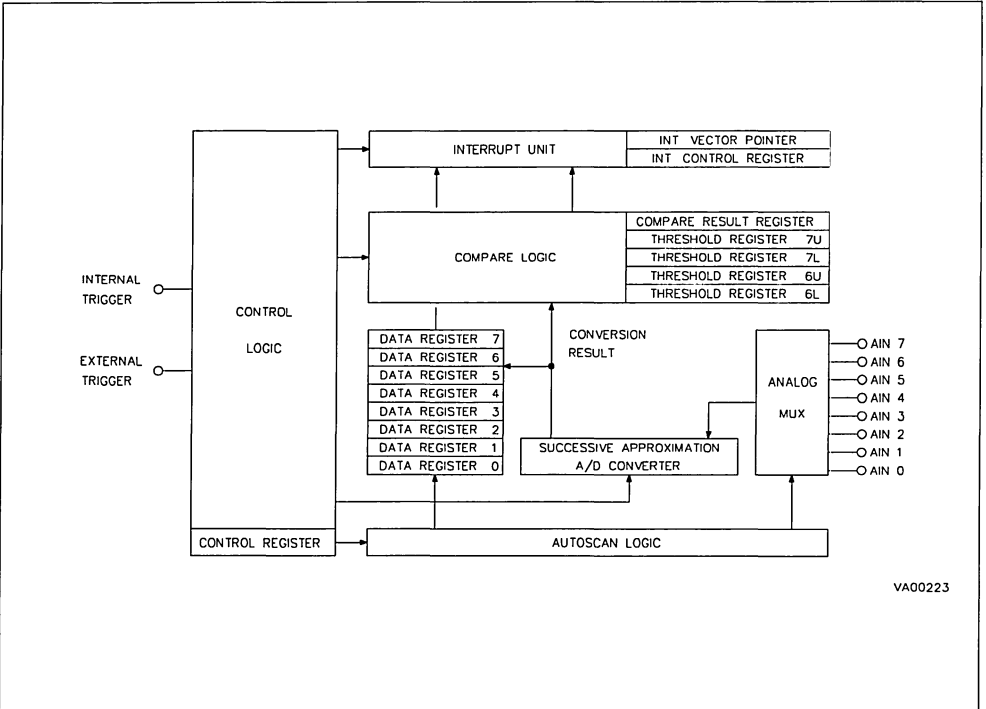 INTERRUPT UNIT
INT VECTOR POINTER
INT CONTROL REGISTER
COMPARE LOGIC
COMPARE RESULT REGISTER
THRESHOLD REGISTER 7U
THRESHOLD REGISTER 7L
THRESHOLD REGISTER 6U
THRESHOLD REGISTER 6L
INTERNAL
TRIGGER
EXTERNAL
TRIGGER
CONTROL
LOGIC
CONTROL REGISTER
DATA REGISTER 7
DATA REGISTER 6
DATA REGISTER 5
DATA REGISTER 4
DATA REGISTER 3
DATA REGISTER 2
DATA REGISTER 1
DATA REGISTER 0
CONVERSION
RESULT
SUCCESSIVE APPROXIMATION
A/D CONVERTER
ANALOG
MUX
AIN 7
AIN 6
AIN 5
AIN 4
AIN 3
AIN 2
AIN 1
AIN 0
AUTOSCAN LOGIC
VA00223